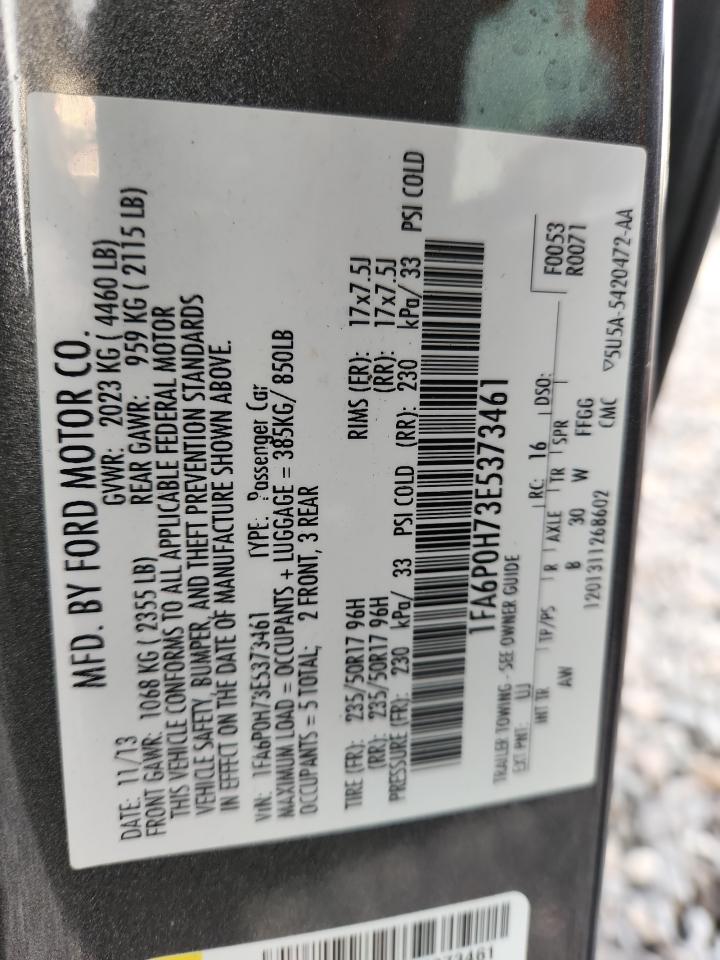 MFD. BY FORD MOTOR CO.
DATE: 11/13 GVWR: 2023 KG ( 4460 LB)
FRONT GAWR: 1068 KG ( 2355 LB) REAR GAWR: 959 KG ( 2115 LB)
THIS VEHICLE CONFORMS TO ALL APPLICABLE FEDERAL MOTOR
VEHICLE SAFETY, BUMPER, AND THEFT PREVENTION STANDARDS
IN EFFECT ON THE DATE OF MANUFACTURE SHOWN ABOVE.
VIN: 1FA6P0H73E5373461 TYPE: Passenger Car
MAXIMUM LOAD = OCCUPANTS + LUGGAGE = 385KG/ 850LB
OCCUPANTS = 5 TOTAL; 2 FRONT, 3 REAR
TIRE (FR): 235/50R17 96H RIMS (FR): 17x7.5J
(RR): 235/50R17 96H (RR): 17x7.5J
PRESSURE (FR): 230 kPa/ 33 PSI COLD (RR): 230 kPa/ 33 PSI COLD
1FA6P0H73E5373461
TRAILER TOWING - SEE OWNER GUIDE
F0053
EXT PNT: UJ RC: 16 DSO: R0071
INT TR TP/PS R AXLE TR SPR
AW B 30 W FFGG
1201311268602 CMC ▽5U5A-5420472-AA
373461